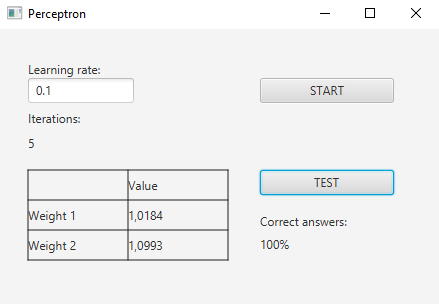 Perceptron
Learning rate:
0.1
START
Iterations:
5
Value
Weight 1 1,0184
Weight 2 1,0993
TEST
Correct answers:
100%